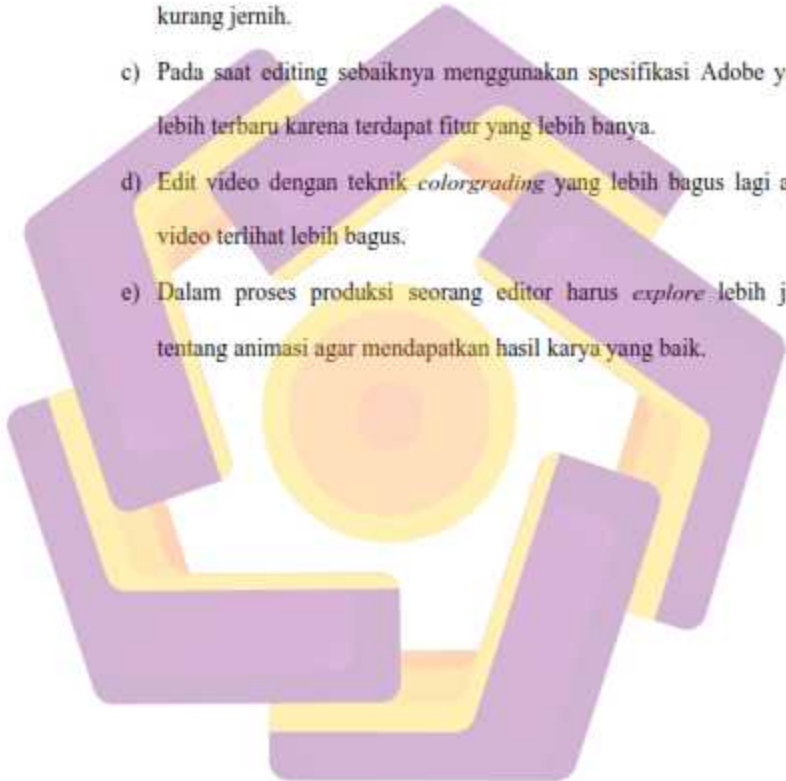 kurang jernih.
c) Pada saat editing sebaiknya menggunakan spesifikasi Adobe y
lebih terbaru karena terdapat fitur yang lebih banya.
d) Edit video dengan teknik colorgrading yang lebih bagus lagi a
video terlihat lebih bagus.
e) Dalam proses produksi seorang editor harus explore lebih j
tentang animasi agar mendapatkan hasil karya yang baik.